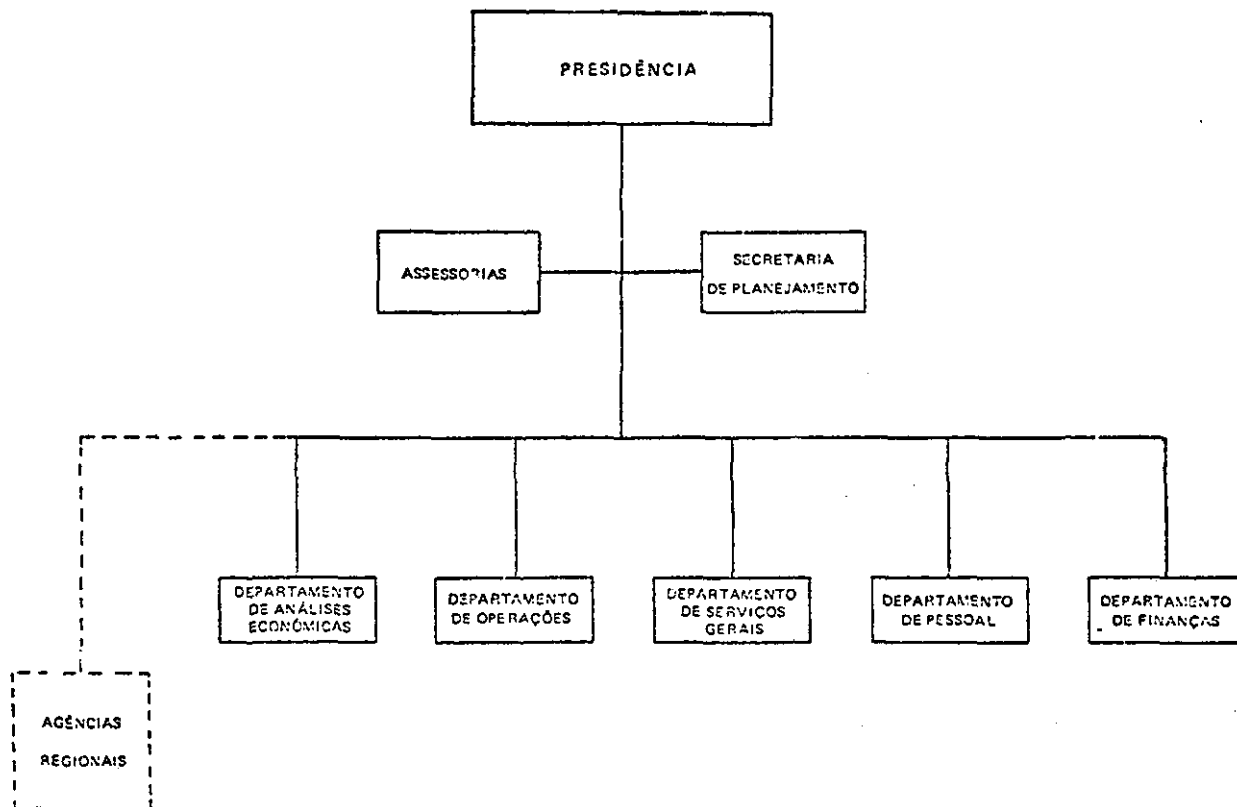 PRESIDÊNCIA
ASSESSORIAS
SECRETARIA
DE PLANEJAMENTO
DEPARTAMENTO
DE ANÁLISES
ECONÔMICAS
DEPARTAMENTO
DE OPERAÇÕES
DEPARTAMENTO
DE SERVIÇOS
GERAIS
DEPARTAMENTO
DE PESSOAL
DEPARTAMENTO
DE FINANÇAS
AGÊNCIAS
REGIONAIS